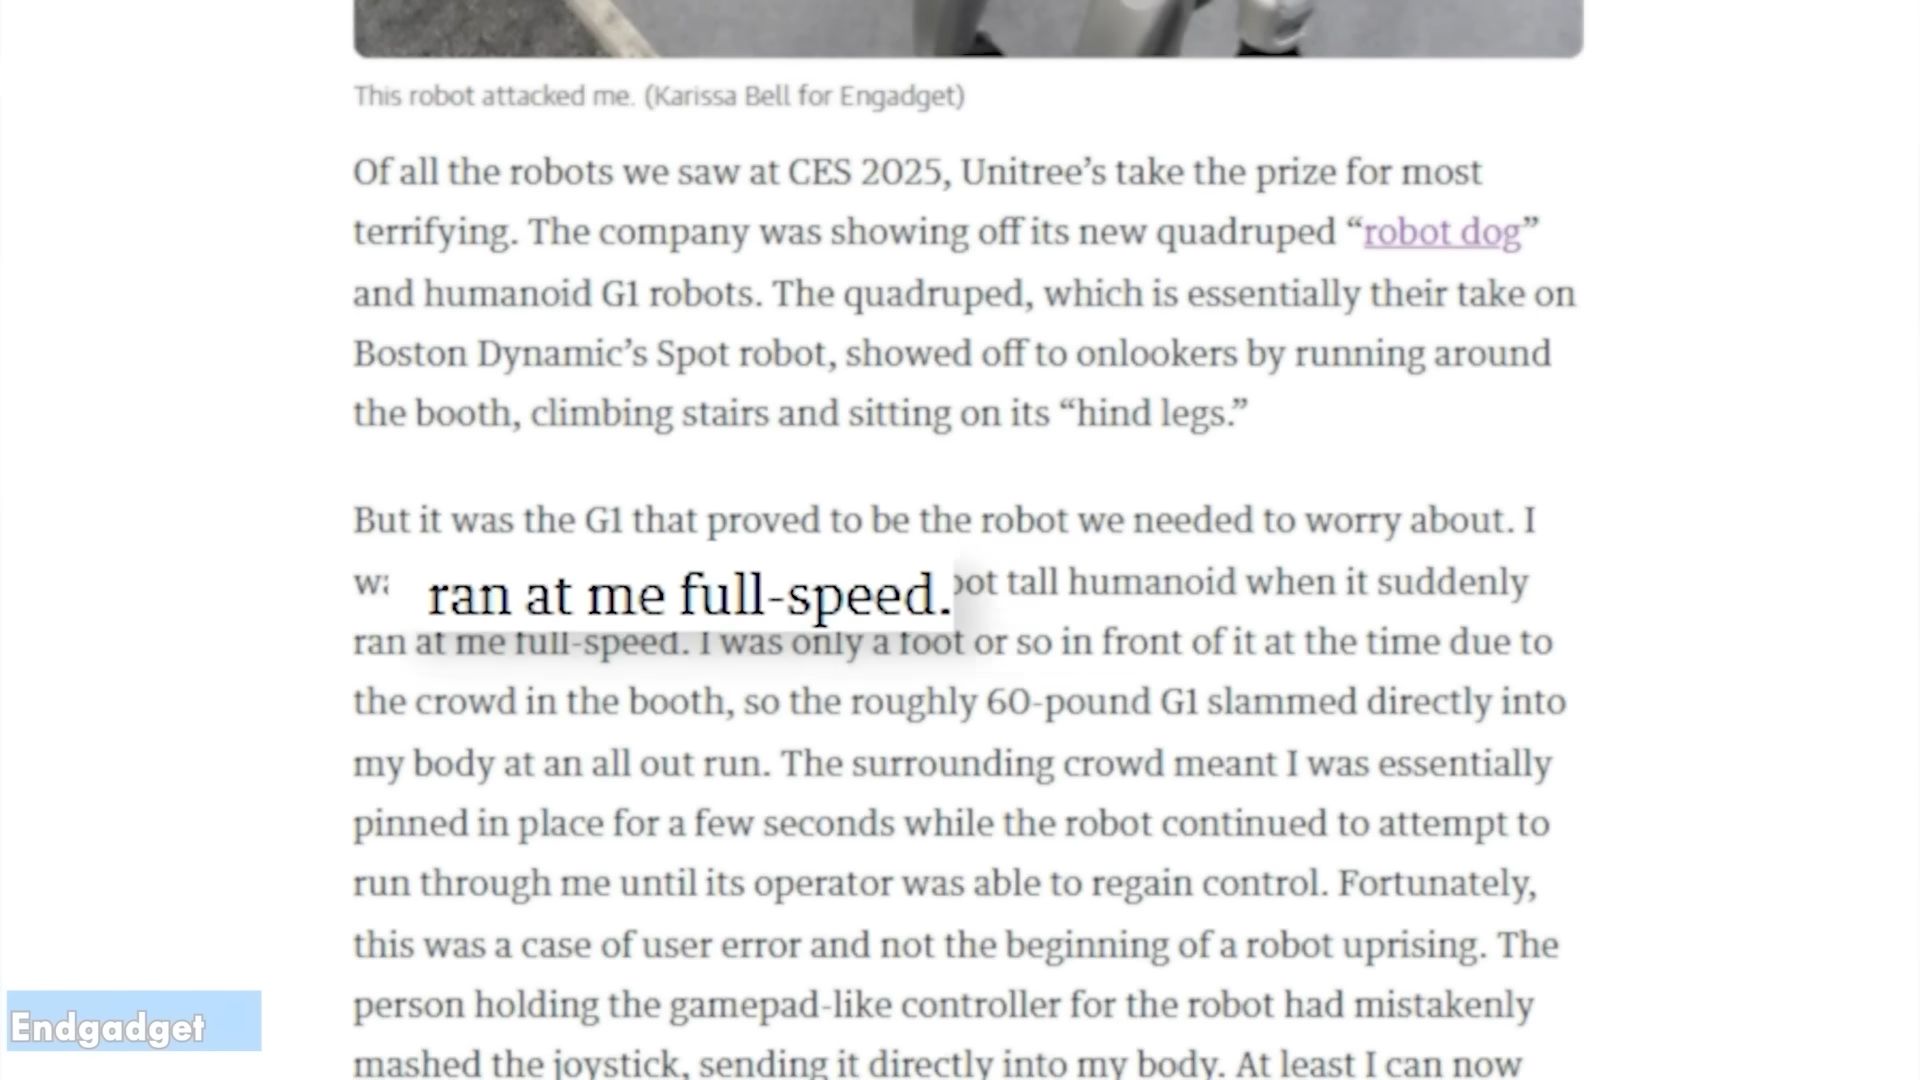 This robot attacked me. (Karissa Bell for Engadget)
Of all the robots we saw at CES 2025, Unitree’s take the prize for most
terrifying. The company was showing off its new quadruped “robot dog”
and humanoid G1 robots. The quadruped, which is essentially their take on
Boston Dynamic’s Spot robot, showed off to onlookers by running around
the booth, climbing stairs and sitting on its “hind legs.”
But it was the G1 that proved to be the robot we needed to worry about. I
tall humanoid when it suddenly
ran at me full-speed.
ran at me full-speed. I was only a foot or so in front of it at the time due to
the crowd in the booth, so the roughly 60-pound G1 slammed directly into
my body at an all out run. The surrounding crowd meant I was essentially
pinned in place for a few seconds while the robot continued to attempt to
run through me until its operator was able to regain control. Fortunately,
this was a case of user error and not the beginning of a robot uprising. The
person holding the gamepad-like controller for the robot had mistakenly
mashed the joystick, sending it directly into my body. At least I can now
Endgadget